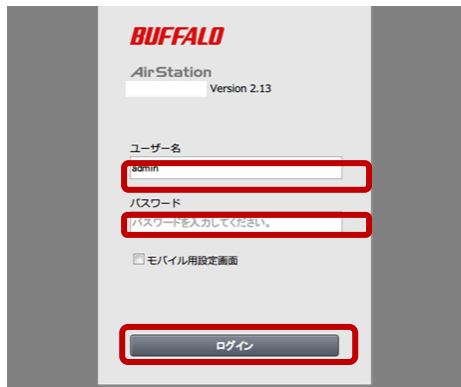 BUFFALO
AirStation
Version 2.13
ユーザー名
admin
パスワード
パスワードを入力してください。
モバイル用設定画面
ログイン